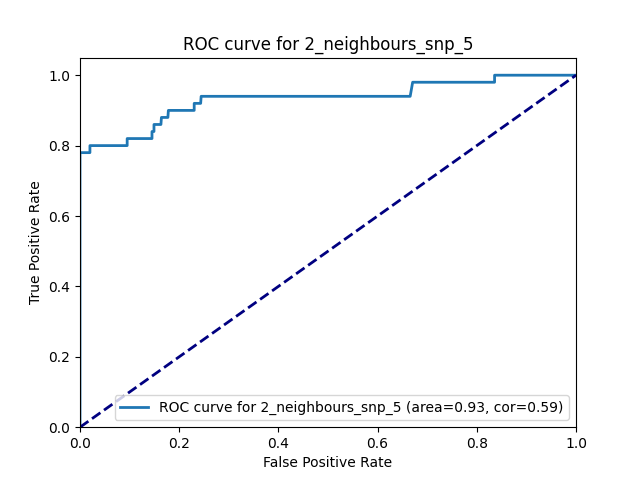 ROC curve for 2_neighbours_snp_5
1.0
0.8
0.6
0.4
0.2
0.0
True Positive Rate
ROC curve for 2_neighbours_snp_5 (area=0.93, cor=0.59)
0.0 0.2 0.4 0.6 0.8 1.0
False Positive Rate